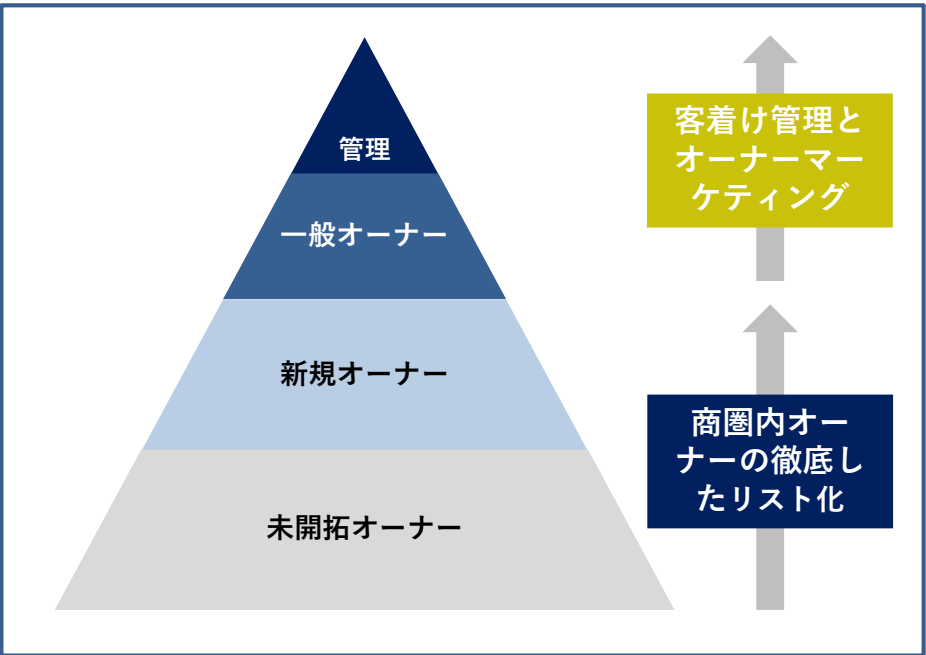 管理
一般オーナー
新規オーナー
未開拓オーナー
客着け管理と
オーナーマー
ケティング
商圏内オー
ナーの徹底し
たリスト化